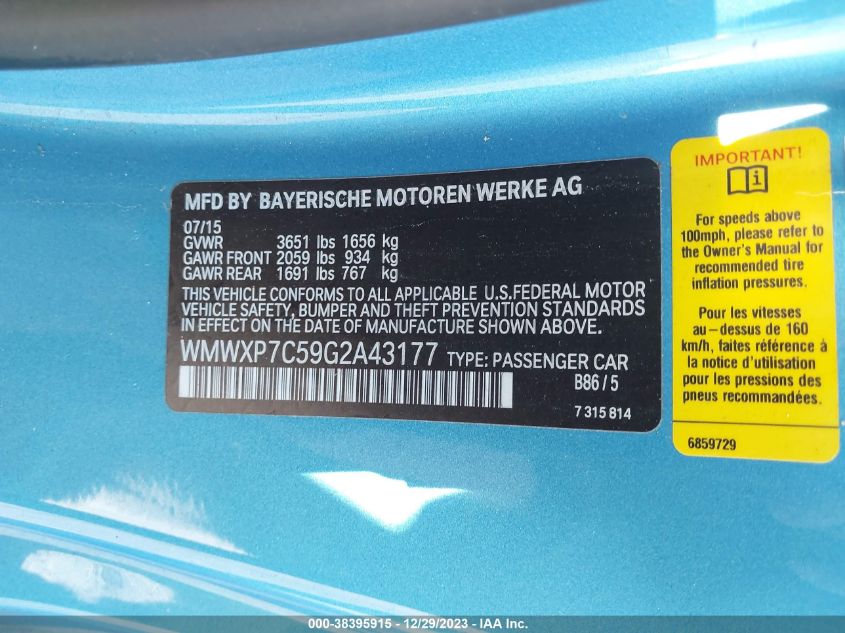 MFD BY BAYERISCHE MOTOREN WERKE AG
07/15
GVWR 3651 lbs 1656 kg
GAWR FRONT 2059 lbs 934 kg
GAWR REAR 1691 lbs 767 kg
THIS VEHICLE CONFORMS TO ALL APPLICABLE U.S.FEDERAL MOTOR
VEHICLE SAFETY, BUMPER AND THEFT PREVENTION STANDARDS
IN EFFECT ON THE DATE OF MANUFACTURE SHOWN ABOVE.
WMWXP7C59G2A43177 TYPE: PASSENGER CAR
B86/5
7 315 814
IMPORTANT!
i
For speeds above
100mph, please refer to
the Owner's Manual for
recommended tire
inflation pressures.
Pour les vitesses
au-dessus de 160
km/h, faites référence à
la notice d'utilisation
pour les pressions des
pneus recommandées.
6859729
000-38395915 - 12/29/2023 - IAA Inc.